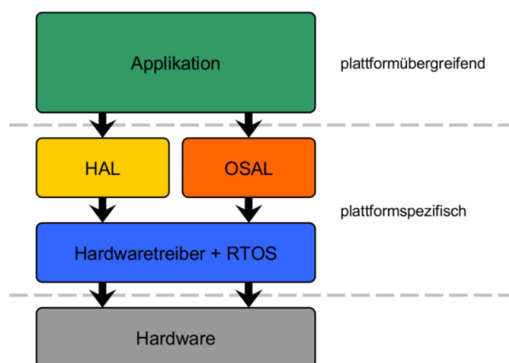 Applikation
plattformübergreifend
HAL
OSAL
plattformspezifisch
Hardwaretreiber + RTOS
Hardware